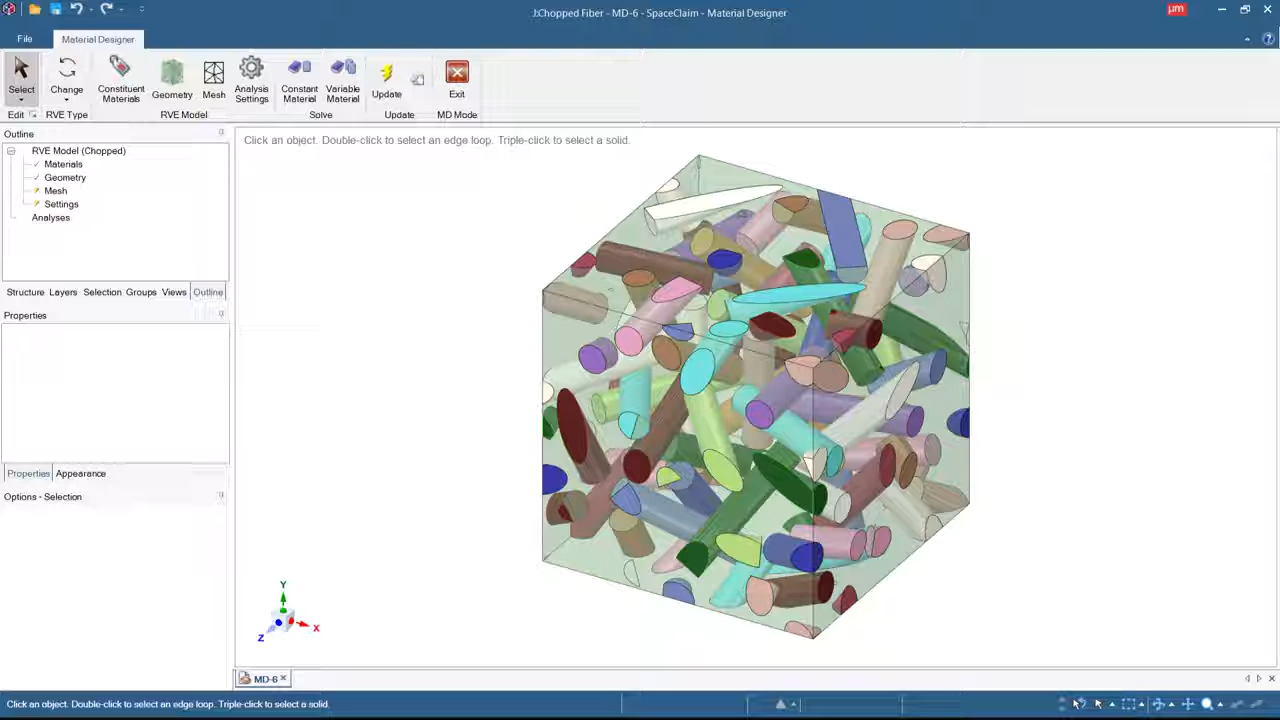 J:Chopped Fiber - MD-6 - SpaceClaim - Material Designer
µm
File
Material Designer
Select
Change
Constituent
Materials
Geometry
Mesh
Analysis
Settings
Constant
Material
Variable
Material
Update
Exit
Edit
RVE Type
RVE Model
Solve
Update
MD Mode
Outline
RVE Model (Chopped)
Materials
Geometry
Mesh
Settings
Analyses
Structure Layers Selection Groups Views Outline
Properties
Properties Appearance
Options - Selection
Click an object. Double-click to select an edge loop. Triple-click to select a solid.
Y
Z
X
MD-6
Click an object. Double-click to select an edge loop. Triple-click to select a solid.